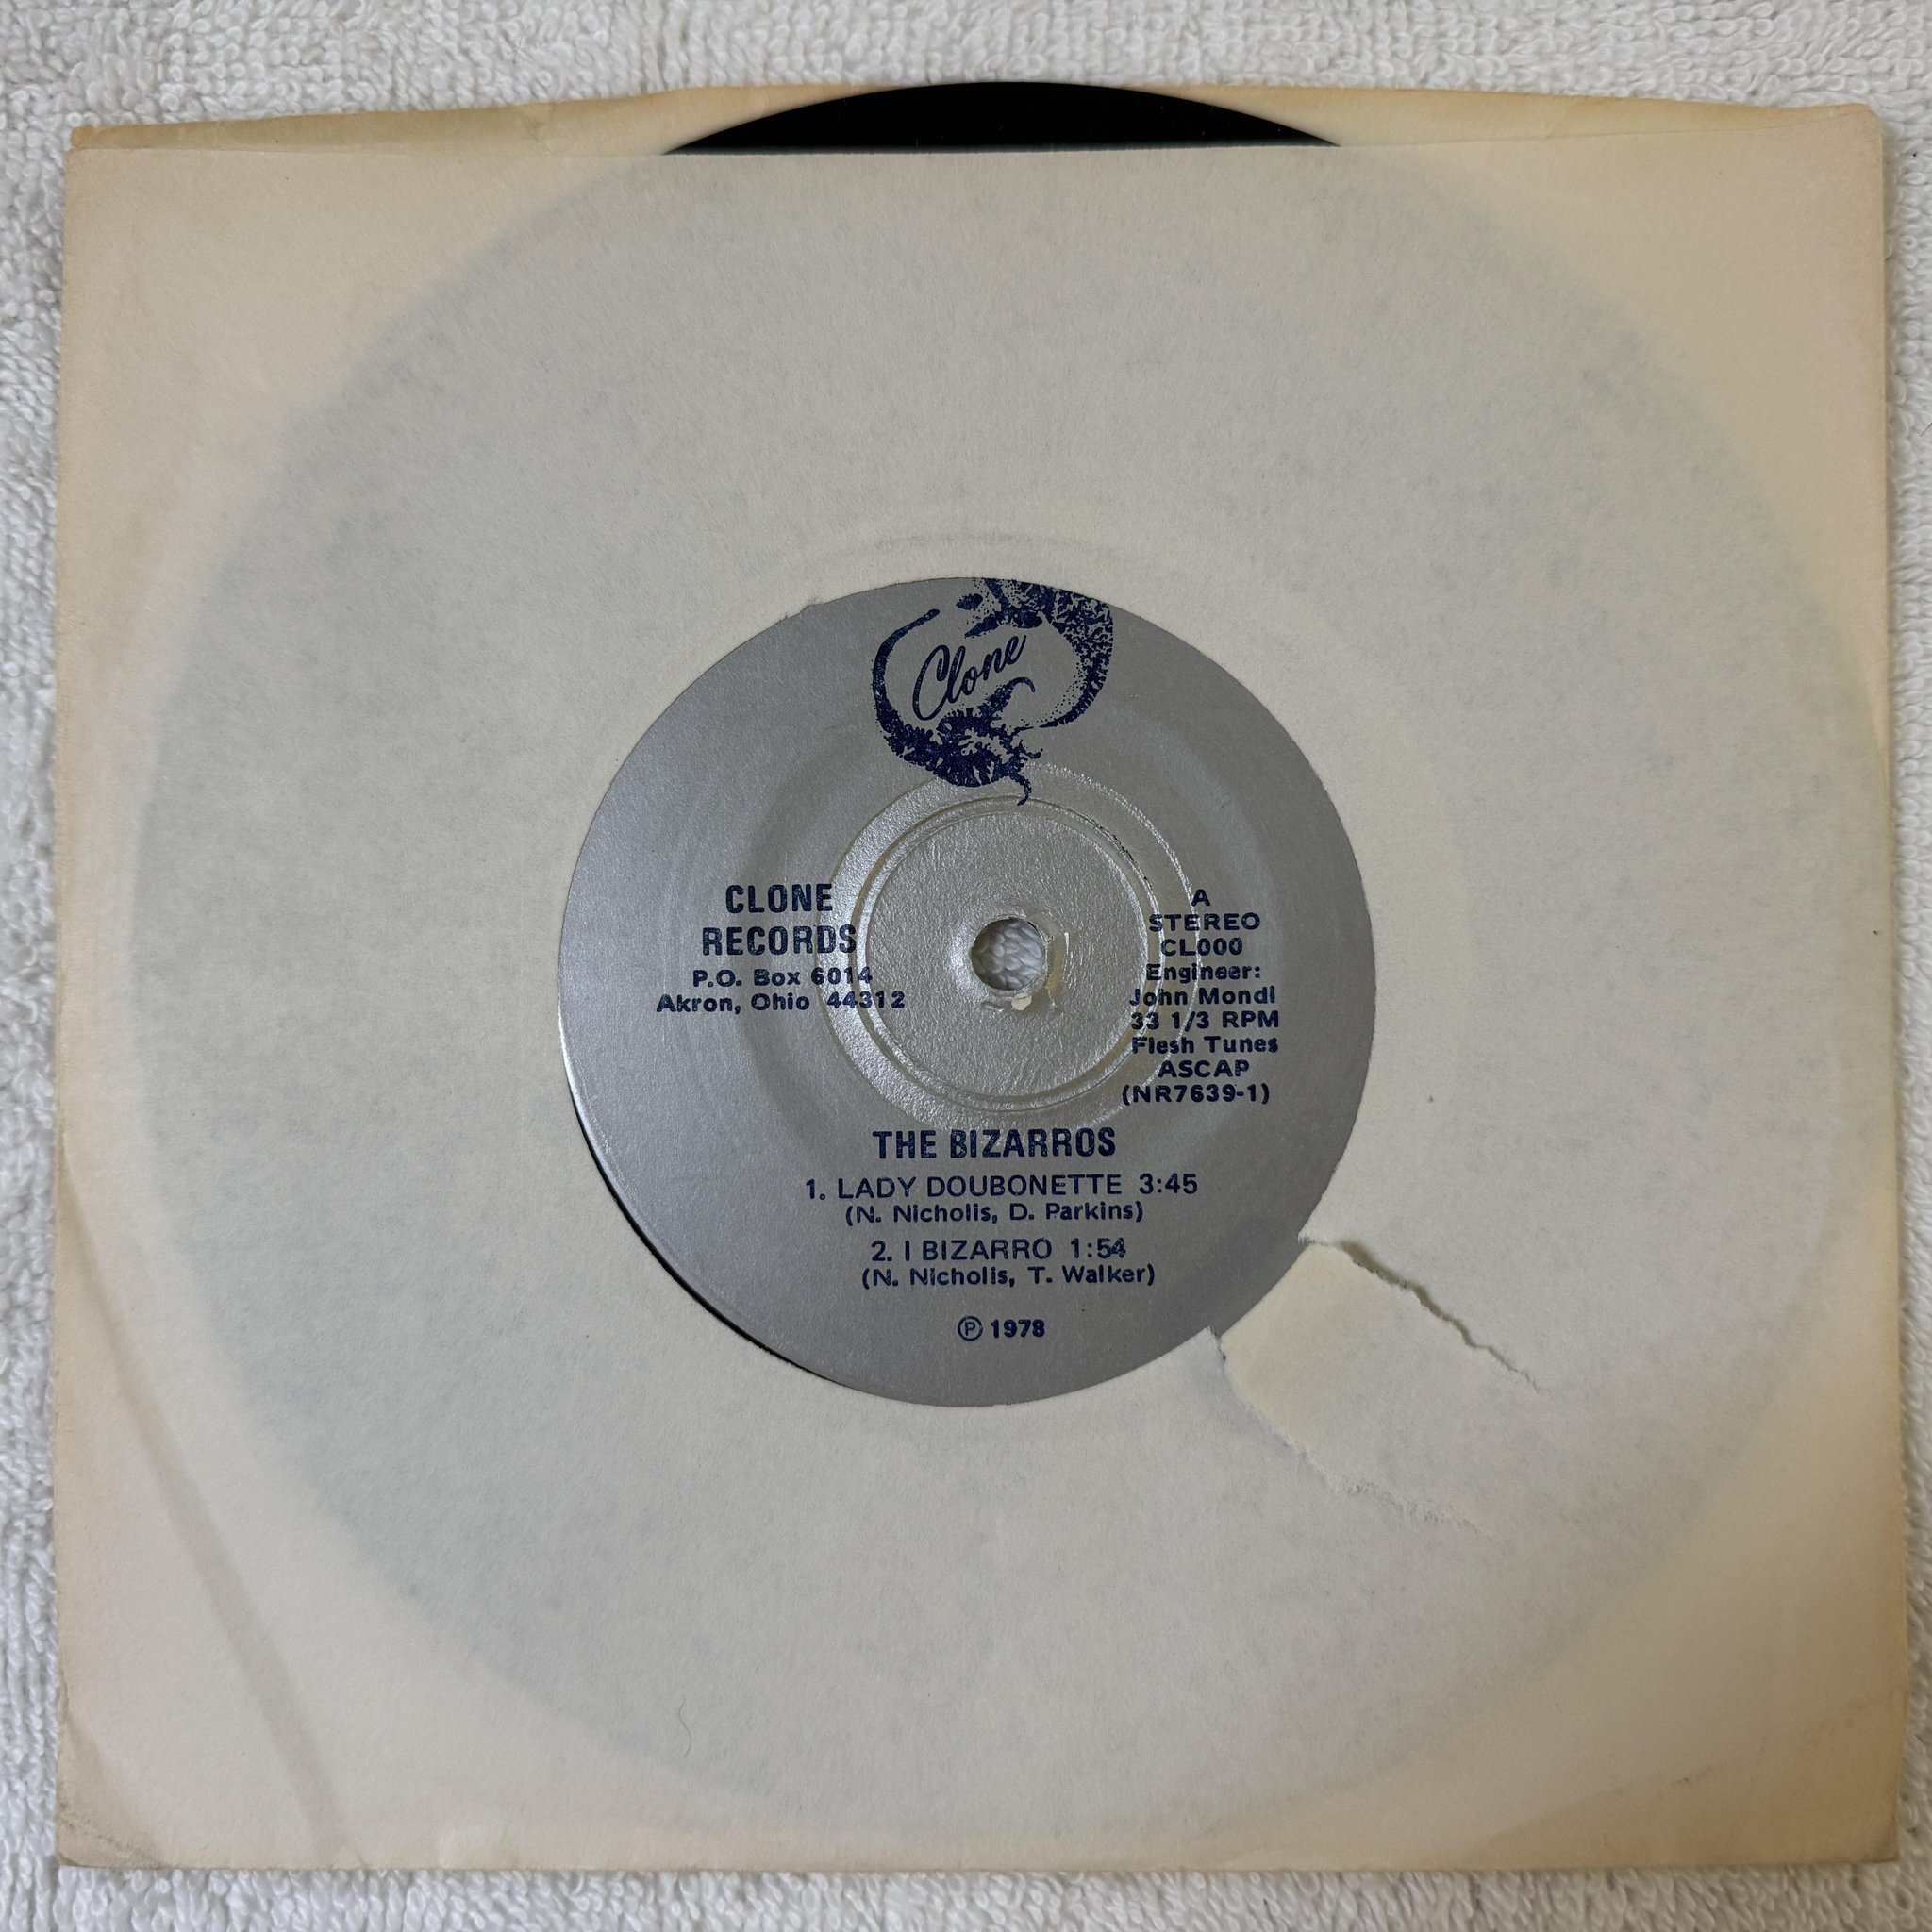 Clone
CLONE
RECORDS
P.O. Box 6014
Akron, Ohio 44312
A
STEREO
CL000
Engineer:
John Mondl
33 1/3 RPM
Flesh Tunes
ASCAP
(NR7639-1)
THE BIZARROS
1. LADY DOUBONETTE 3:45
(N. Nicholis, D. Parkins)
2. I BIZARRO 1:54
(N. Nicholis, T. Walker)
Ⓟ 1978